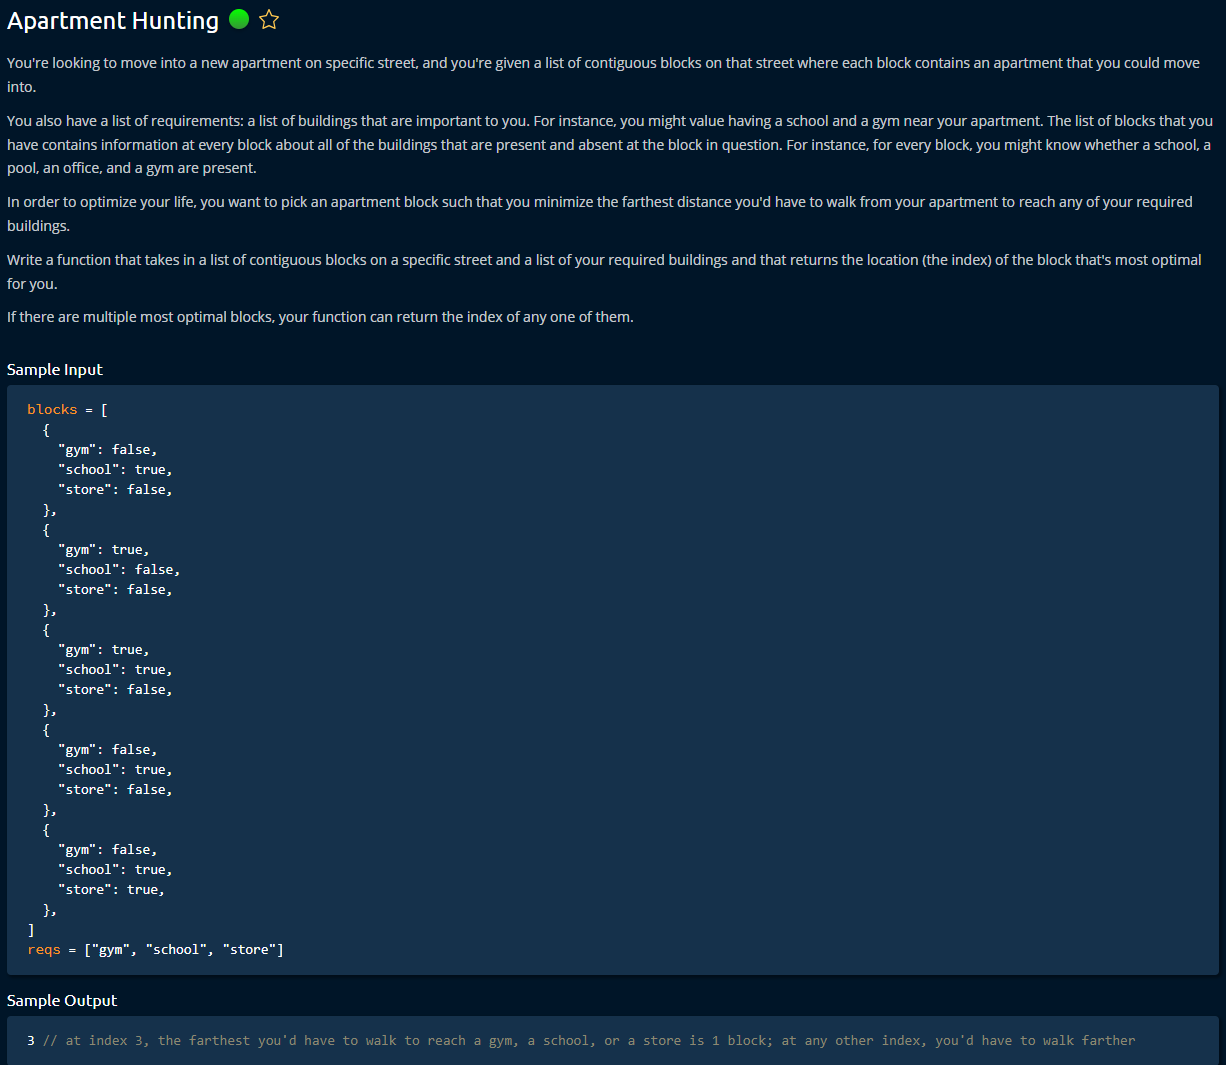 Apartment Hunting
You're looking to move into a new apartment on specific street, and you're given a list of contiguous blocks on that street where each block contains an apartment that you could move
into.
You also have a list of requirements: a list of buildings that are important to you. For instance, you might value having a school and a gym near your apartment. The list of blocks that you
have contains information at every block about all of the buildings that are present and absent at the block in question. For instance, for every block, you might know whether a school, a
pool, an office, and a gym are present.
In order to optimize your life, you want to pick an apartment block such that you minimize the farthest distance you'd have to walk from your apartment to reach any of your required
buildings.
Write a function that takes in a list of contiguous blocks on a specific street and a list of your required buildings and that returns the location (the index) of the block that's most optimal
for you.
If there are multiple most optimal blocks, your function can return the index of any one of them.
Sample Input
blocks = [
  {
    "gym": false,
    "school": true,
    "store": false,
  },
  {
    "gym": true,
    "school": false,
    "store": false,
  },
  {
    "gym": true,
    "school": true,
    "store": false,
  },
  {
    "gym": false,
    "school": true,
    "store": false,
  },
  {
    "gym": false,
    "school": true,
    "store": true,
  },
]
reqs = ["gym", "school", "store"]
Sample Output
3 // at index 3, the farthest you'd have to walk to reach a gym, a school, or a store is 1 block; at any other index, you'd have to walk farther